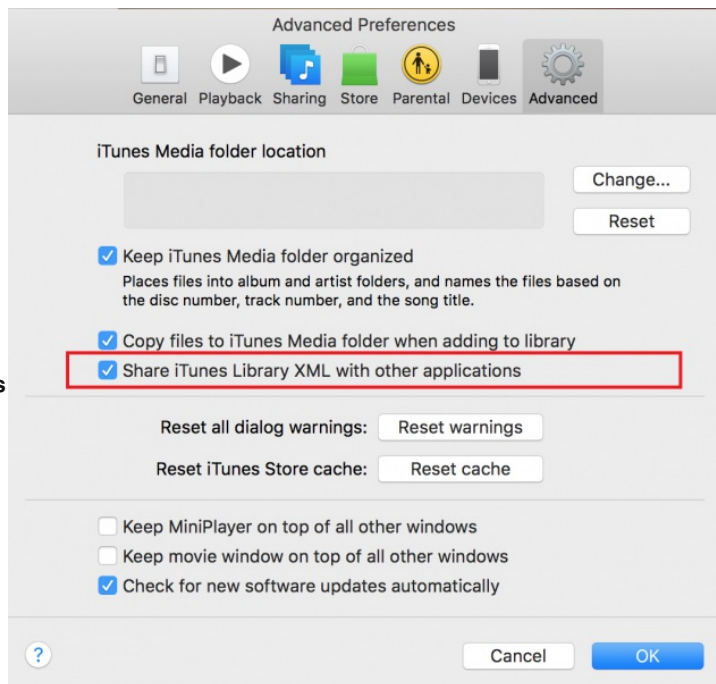 Advanced Preferences
General Playback Sharing Store Parental Devices Advanced
iTunes Media folder location
Change...
Reset
Keep iTunes Media folder organized
Places files into album and artist folders, and names the files based on
the disc number, track number, and the song title.
Copy files to iTunes Media folder when adding to library
Share iTunes Library XML with other applications
s
Reset all dialog warnings: Reset warnings
Reset iTunes Store cache: Reset cache
Keep MiniPlayer on top of all other windows
Keep movie window on top of all other windows
Check for new software updates automatically
? Cancel OK